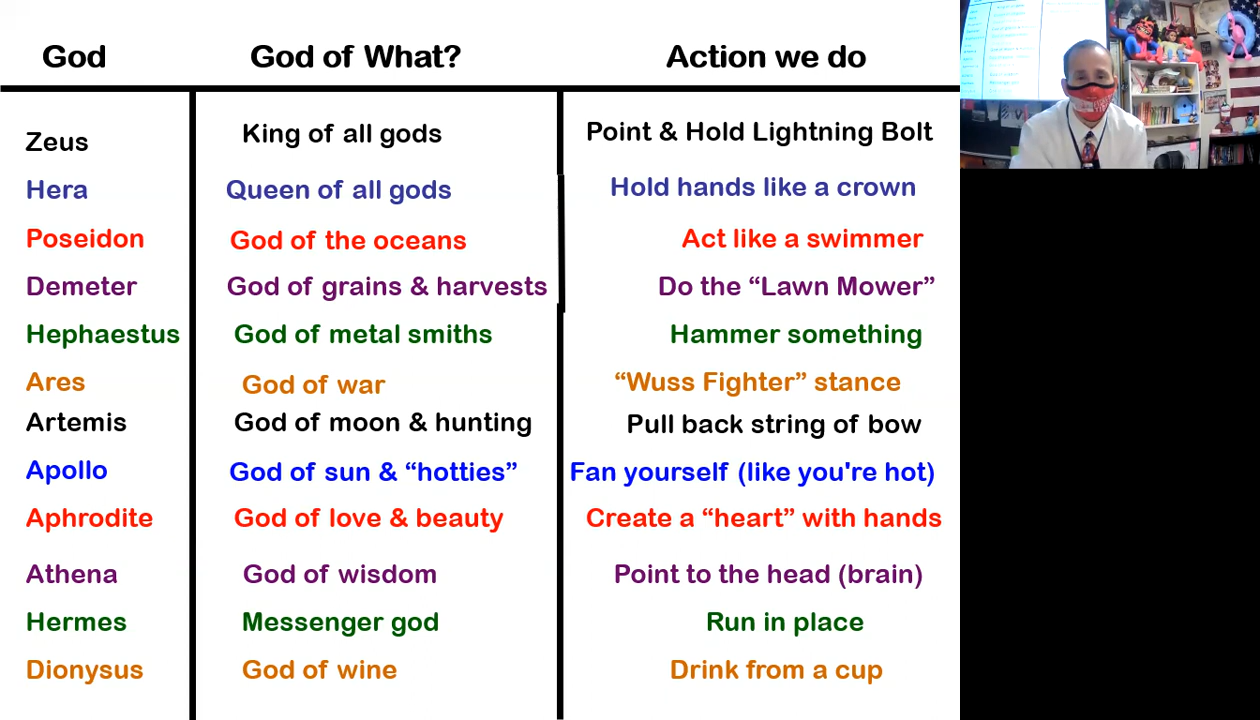 God God of What? Action we do
Zeus King of all gods Point & Hold Lightning Bolt
Hera Queen of all gods Hold hands like a crown
Poseidon God of the oceans Act like a swimmer
Demeter God of grains & harvests Do the “Lawn Mower”
Hephaestus God of metal smiths Hammer something
Ares God of war “Wuss Fighter” stance
Artemis God of moon & hunting Pull back string of bow
Apollo God of sun & “hotties” Fan yourself (like you're hot)
Aphrodite God of love & beauty Create a “heart” with hands
Athena God of wisdom Point to the head (brain)
Hermes Messenger god Run in place
Dionysus God of wine Drink from a cup